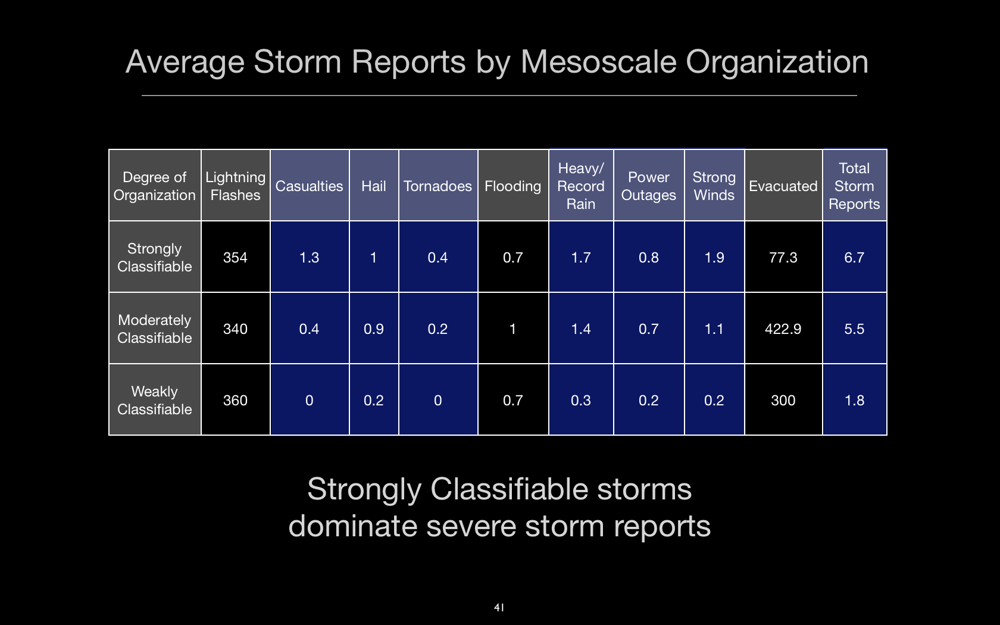 Average Storm Reports by Mesoscale Organization
Degree of Organization | Lightning Flashes | Casualties | Hail | Tornadoes | Flooding | Heavy/ Record Rain | Power Outages | Strong Winds | Evacuated | Total Storm Reports
Strongly Classifiable | 354 | 1.3 | 1 | 0.4 | 0.7 | 1.7 | 0.8 | 1.9 | 77.3 | 6.7
Moderately Classifiable | 340 | 0.4 | 0.9 | 0.2 | 1 | 1.4 | 0.7 | 1.1 | 422.9 | 5.5
Weakly Classifiable | 360 | 0 | 0.2 | 0 | 0.7 | 0.3 | 0.2 | 0.2 | 300 | 1.8
Strongly Classifiable storms
dominate severe storm reports
41